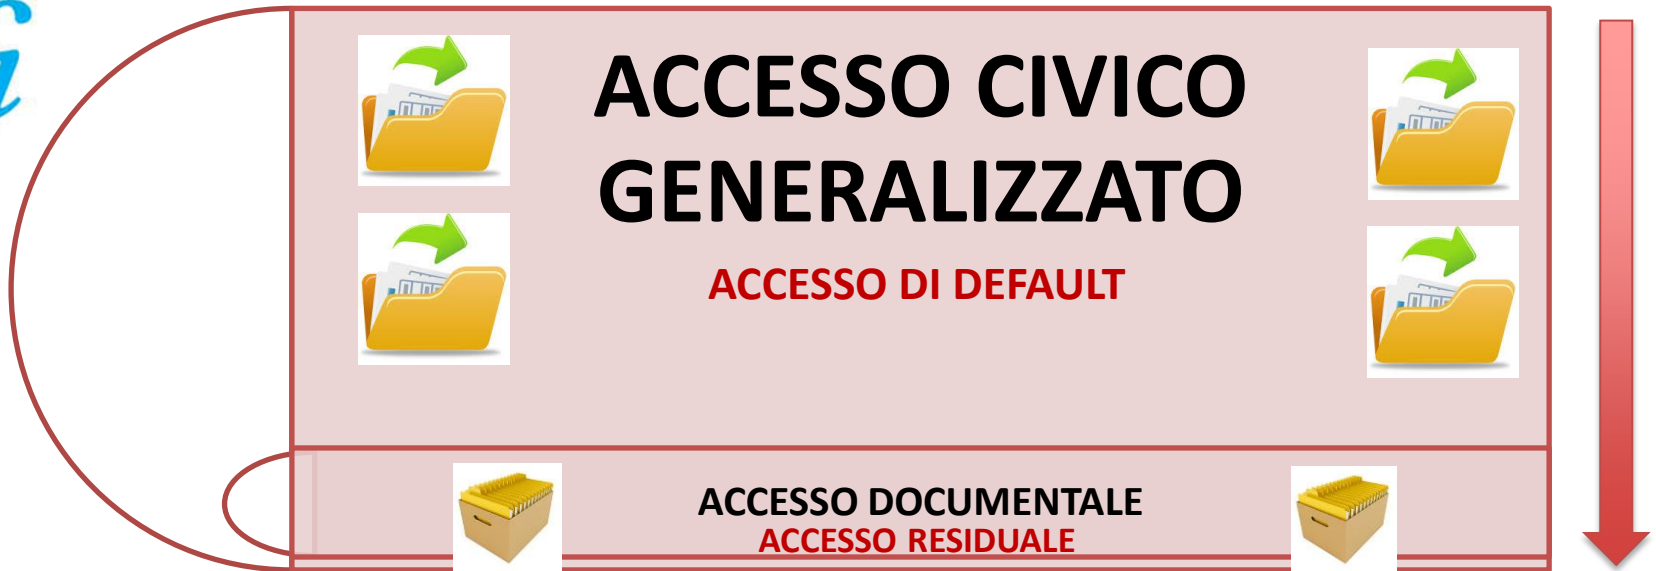 ACCESSO CIVICO
GENERALIZZATO
ACCESSO DI DEFAULT
ACCESSO DOCUMENTALE
ACCESSO RESIDUALE